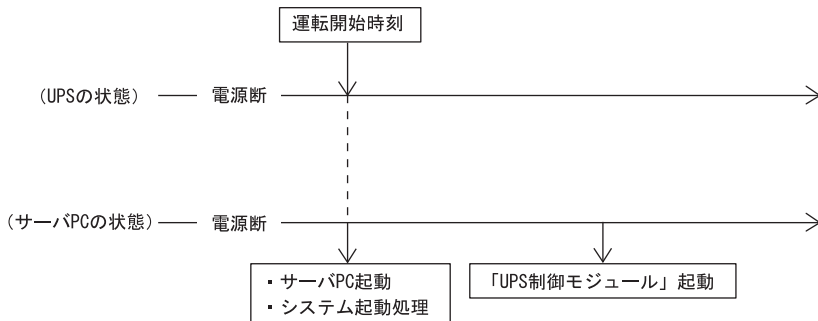 運転開始時刻
(UPSの状態)
電源断
(サーバPCの状態)
電源断
・サーバPC起動
・システム起動処理
「UPS制御モジュール」起動